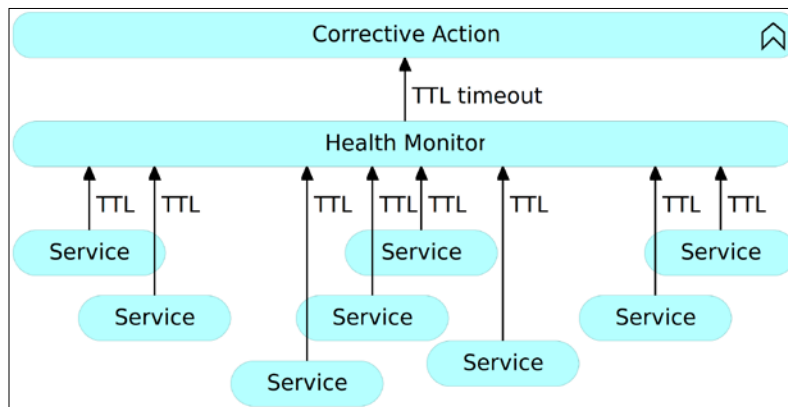 Corrective Action
TTL timeout
Health Monitor
TTL TTL TTL TTL TTL TTL TTL TTL
Service Service Service
Service Service Service
Service
Service